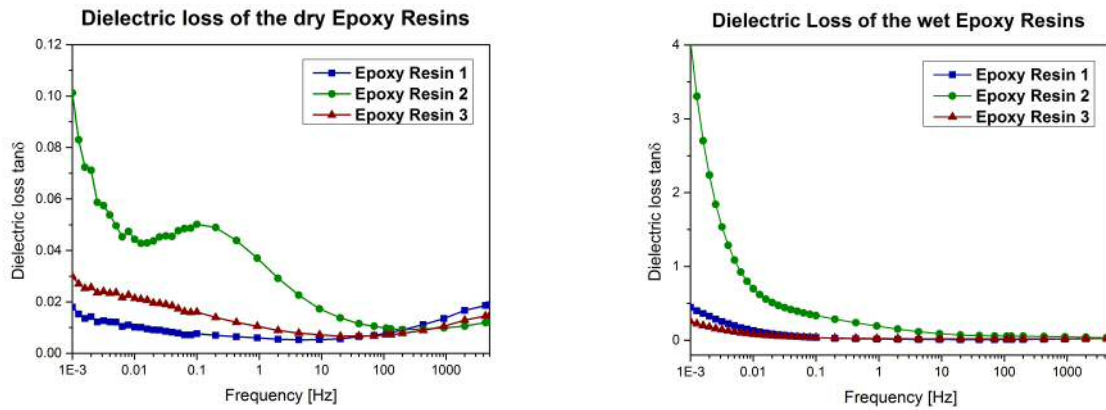 Dielectric loss of the dry Epoxy Resins
0.12
0.10
0.08
0.06
0.04
0.02
0.00
Dielectric loss tanδ
Epoxy Resin 1
Epoxy Resin 2
Epoxy Resin 3
1E-3 0.01 0.1 1 10 100 1000
Frequency [Hz]
Dielectric Loss of the wet Epoxy Resins
4
3
2
1
0
Dielectric loss tanδ
Epoxy Resin 1
Epoxy Resin 2
Epoxy Resin 3
1E-3 0.01 0.1 1 10 100 1000
Frequency [Hz]